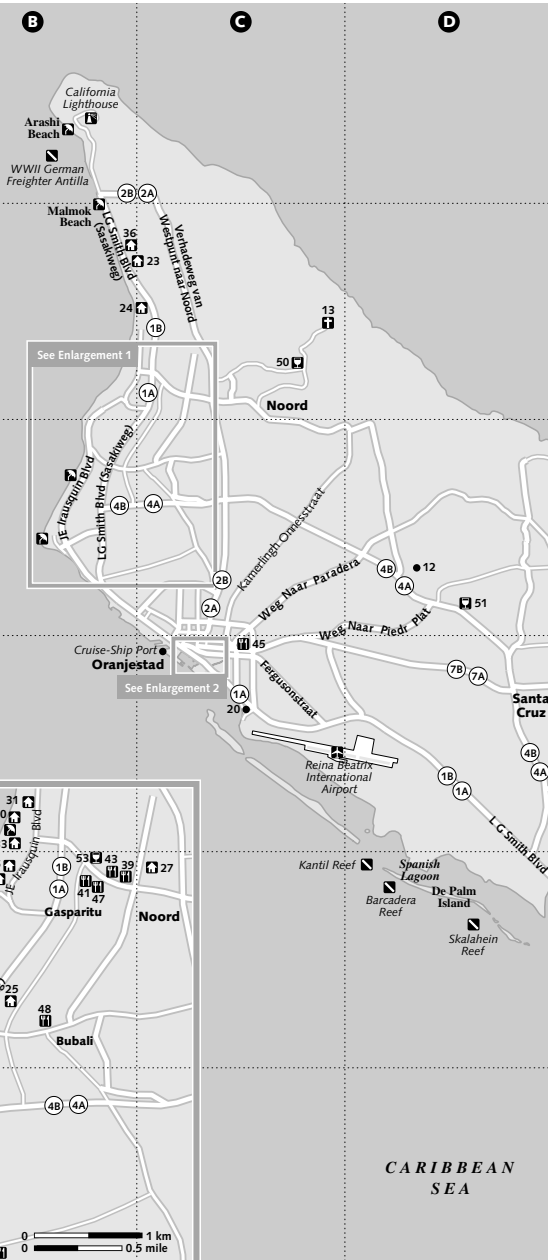 B
C
D
California
Lighthouse
Arashi
Beach
WWII German
Freighter Antilla
2B
2A
Malmok
Beach
LG Smith Blvd
(Sasakiweg)
Verhadeweg van
Westpunt naar Noord
36
23
24
1B
13
50
See Enlargement 1
1A
Noord
JE Irausquin Blvd
LG Smith Blvd (Sasakiweg)
4B
4A
Kamerlingh Onnesstraat
2B
2A
Weg Naar Paradera
4B
4A
12
51
Weg Naar Piedr Plat
Cruise-Ship Port
Oranjestad
45
See Enlargement 2
7B
7A
Santa
Cruz
Fergusonstraat
1A
20
4B
4A
Reina Beatrix
International
Airport
1B
1A
L G Smith Blvd
Kantil Reef
Spanish
Lagoon
De Palm
Island
Barcadera
Reef
Skalahein
Reef
31
0
3
JE Irausquin Blvd
53
43
39
27
1B
1A
41
47
Gasparitu
Noord
25
48
Bubali
4B
4A
CARIBBEAN
SEA
0
1 km
0
0.5 mile